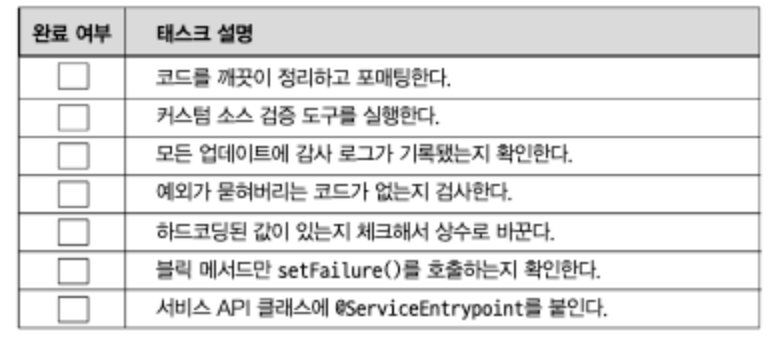 완료 여부 태스크 설명
코드를 깨끗이 정리하고 포매팅한다.
커스텀 소스 검증 도구를 실행한다.
모든 업데이트에 감사 로그가 기록됐는지 확인한다.
예외가 묻혀버리는 코드가 없는지 검사한다.
하드코딩된 값이 있는지 체크해서 상수로 바꾼다.
블릭 메서드만 setFailure()를 호출하는지 확인한다.
서비스 API 클래스에 @ServiceEntrypoint를 붙인다.